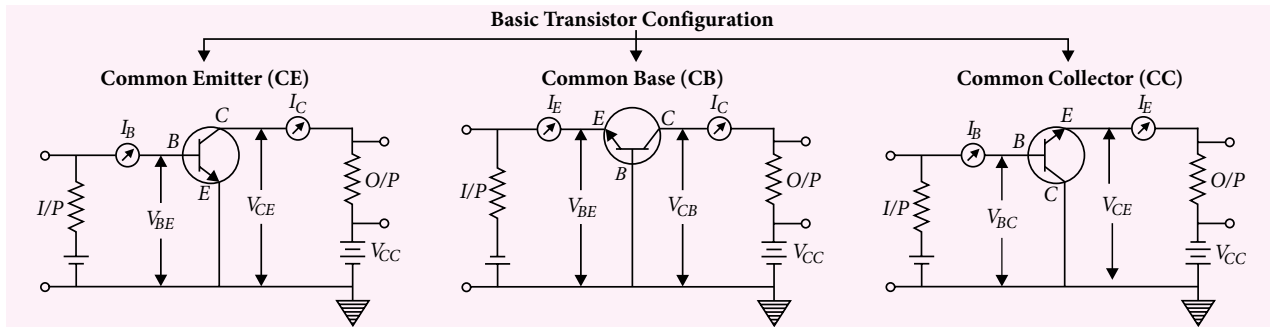 Basic Transistor Configuration
Common Emitter (CE)
I_B
B
C
E
I_C
I/P
V_BE
V_CE
O/P
V_CC
Common Base (CB)
I_E
E
C
B
I_C
I/P
V_BE
V_CB
O/P
V_CC
Common Collector (CC)
I_B
B
E
C
I_E
I/P
V_BC
V_CE
O/P
V_CC